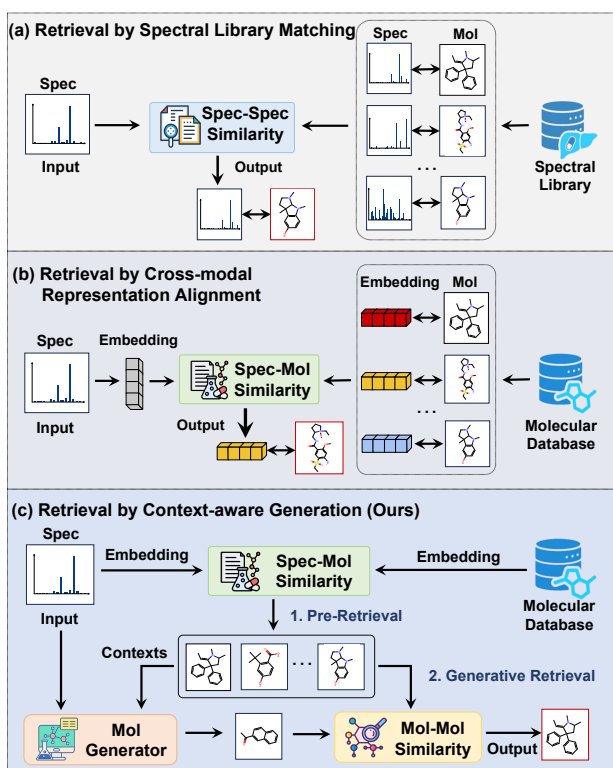 (a) Retrieval by Spectral Library Matching
Spec
Input
Spec-Spec
Similarity
Output
Spec
Mol
...
Spectral
Library
(b) Retrieval by Cross-modal
Representation Alignment
Spec
Input
Embedding
Spec-Mol
Similarity
Output
Embedding
Mol
...
Molecular
Database
(c) Retrieval by Context-aware Generation (Ours)
Spec
Input
Embedding
Spec-Mol
Similarity
Embedding
Molecular
Database
1. Pre-Retrieval
Contexts
...
2. Generative Retrieval
Mol
Generator
Mol-Mol
Similarity
Output